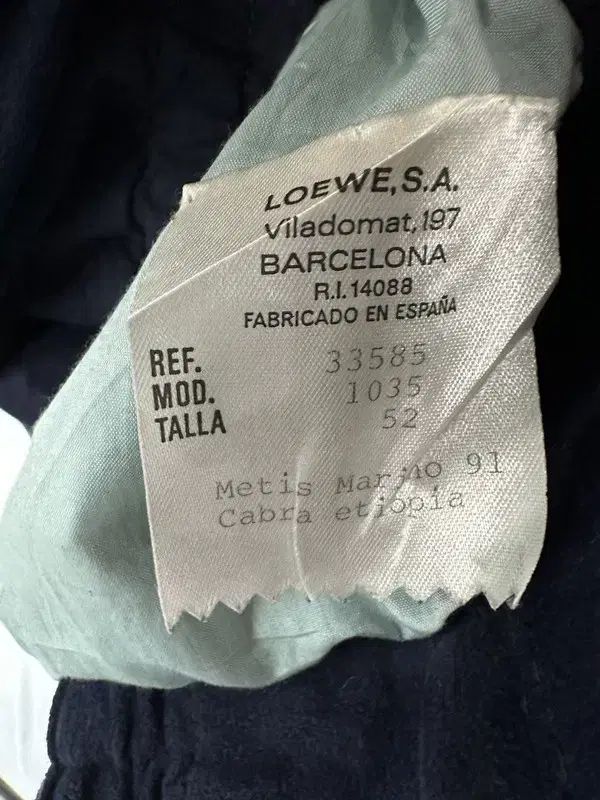 LOEWE, S.A.
Viladomat, 197
BARCELONA
R.I. 14088
FABRICADO EN ESPAÑA
REF. 33585
MOD. 1035
TALLA 52
Metis Marino 91
Cabra etiopia